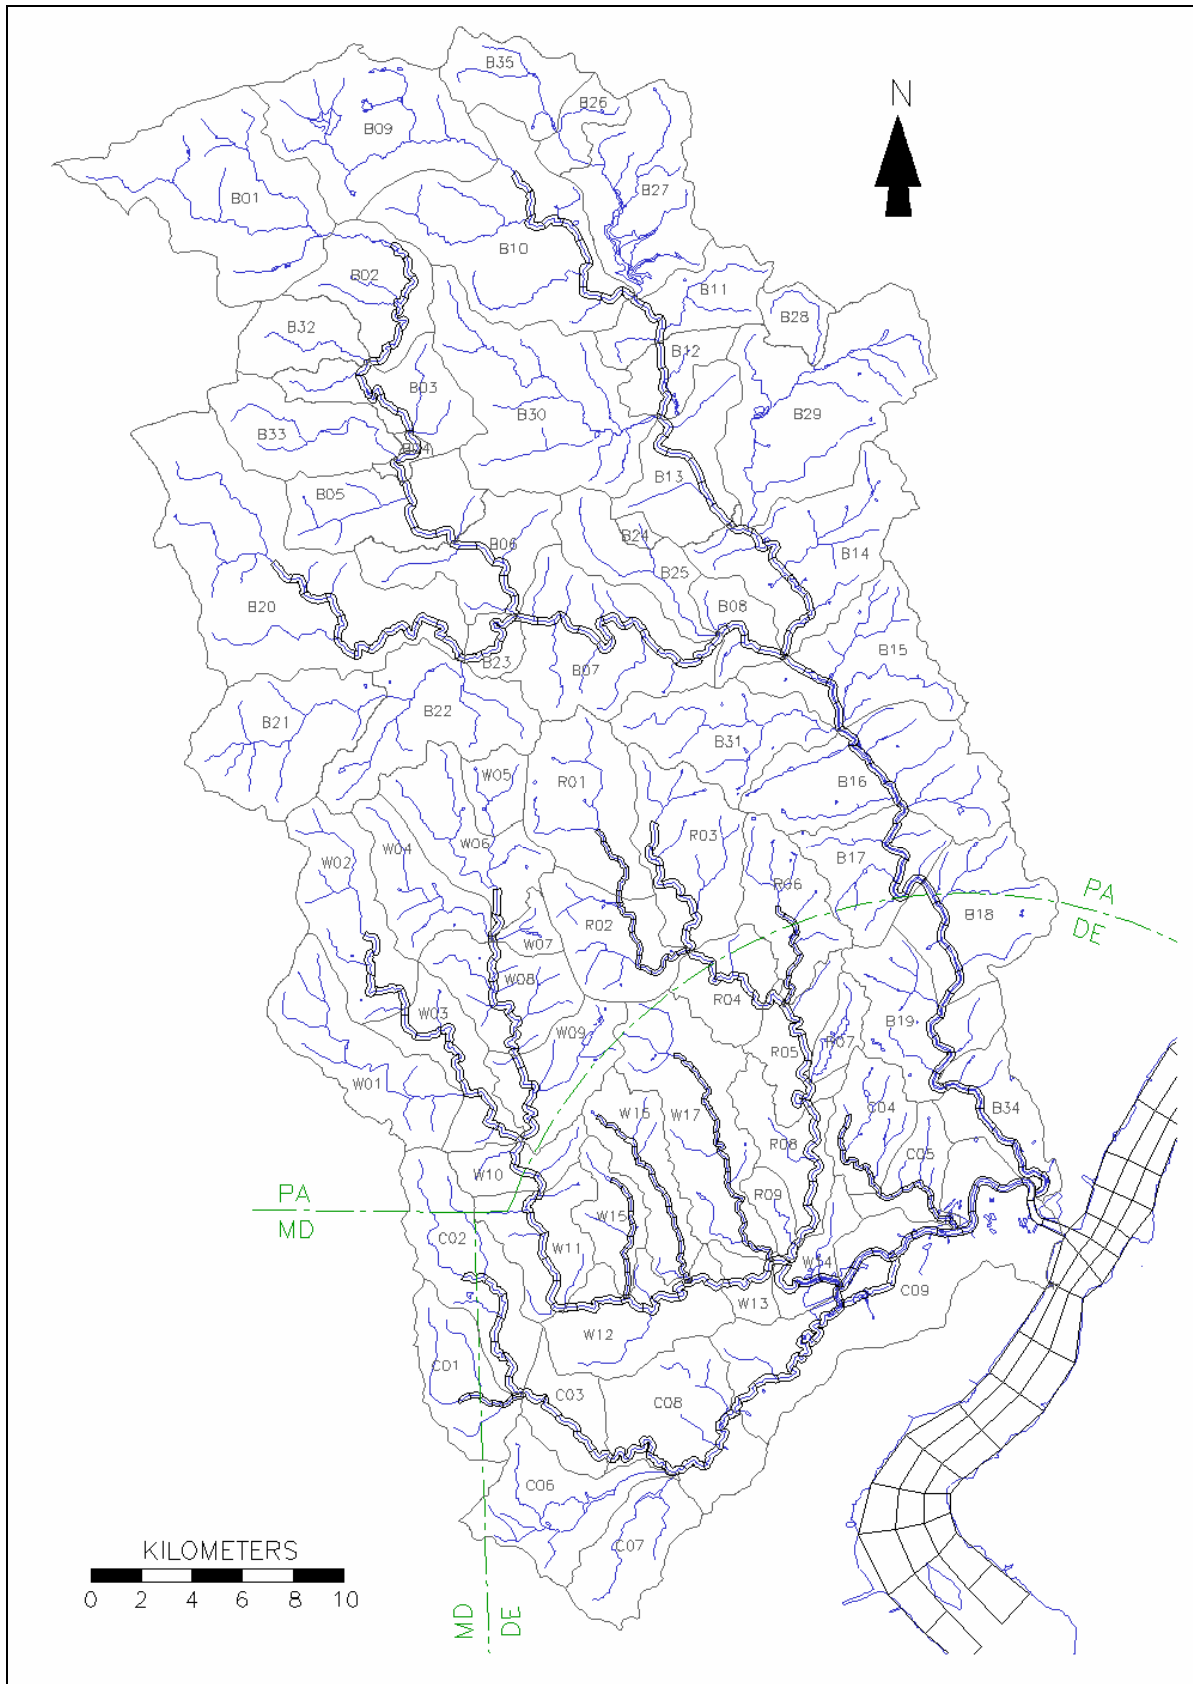 B35
B26
N
B09
B27
B01
B10
B02
B11
B28
B32
B12
B03
B29
B30
B33
B04
B13
B05
B24
B06
B14
B25
B20
B08
B23
B07
B15
B21
B22
B31
W05
R01
B16
R03
W06
W04
B17
W02
R06
PA
R02
B18
DE
W07
W08
R04
W03
B19
W09
R05
R07
W01
B34
C04
W16
W17
R08
C05
W10
R09
PA
W15
MD
C02
W11
W14
C09
W13
W12
C01
C03
C08
C06
KILOMETERS
C07
0 2 4 6 8 10
MD
DE